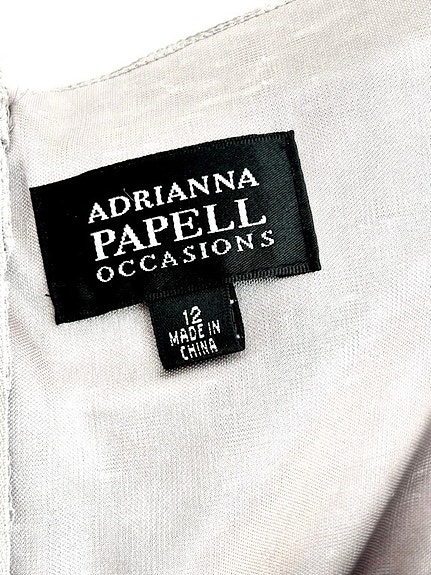 ADRIANNA
PAPELL
OCCASIONS
12
MADE IN
CHINA